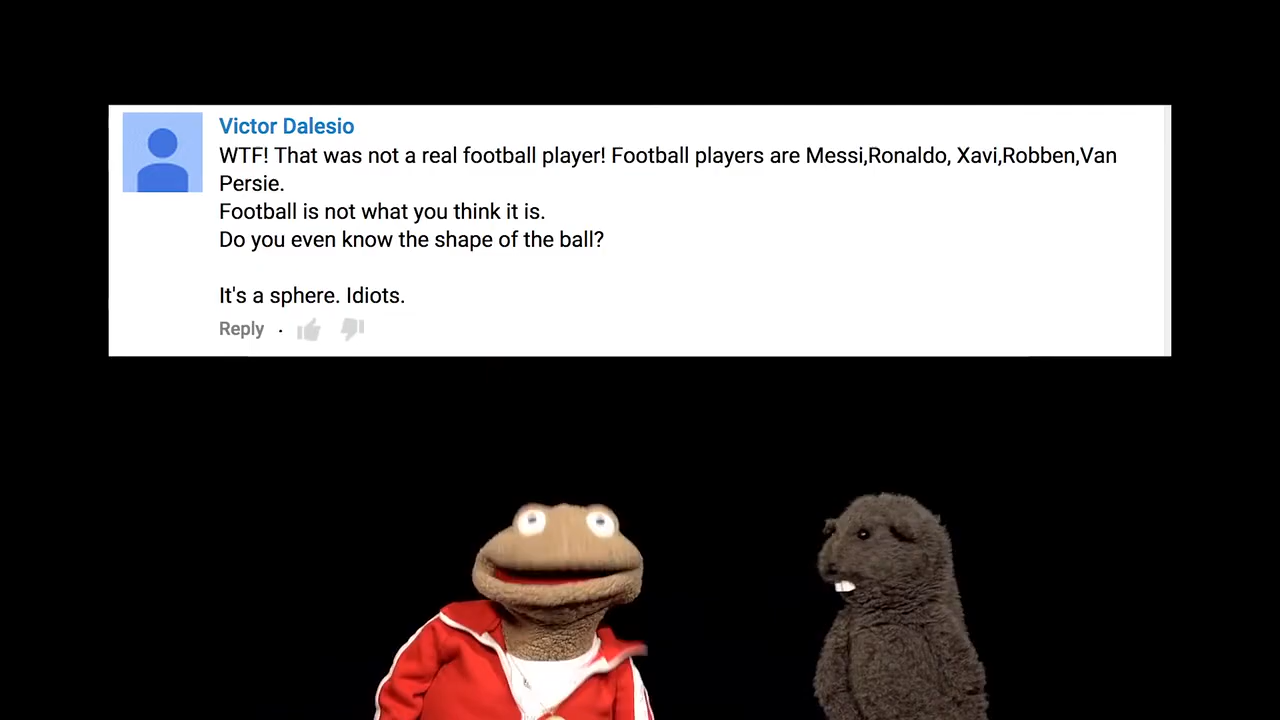 Victor Dalesio
WTF! That was not a real football player! Football players are Messi,Ronaldo, Xavi,Robben,Van
Persie.
Football is not what you think it is.
Do you even know the shape of the ball?
It's a sphere. Idiots.
Reply ·